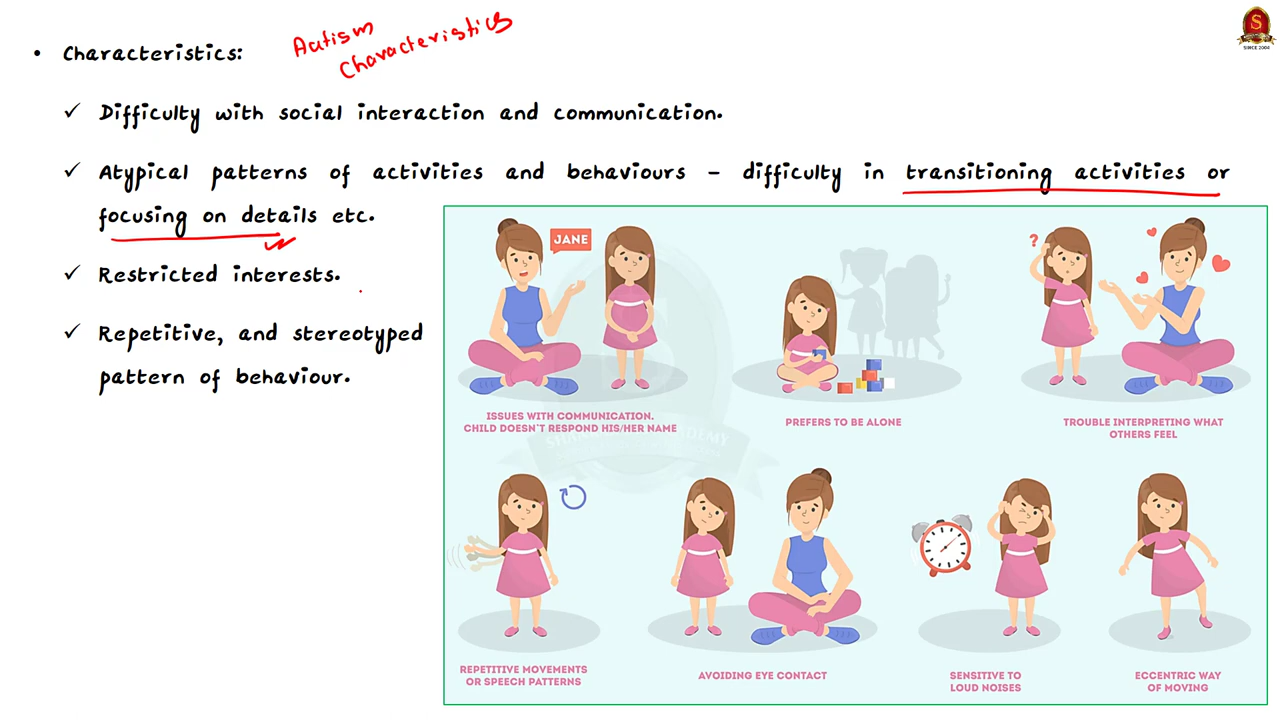 • Characteristics:
Autism
Characteristics
✓ Difficulty with social interaction and communication.
✓ Atypical patterns of activities and behaviours – difficulty in transitioning activities or
focusing on details etc.
✓ Restricted interests.
✓ Repetitive, and stereotyped
pattern of behaviour.
S
SINCE 2004
JANE
?
ISSUES WITH COMMUNICATION.
CHILD DOESN'T RESPOND HIS/HER NAME
PREFERS TO BE ALONE
TROUBLE INTERPRETING WHAT
OTHERS FEEL
REPETITIVE MOVEMENTS
OR SPEECH PATTERNS
AVOIDING EYE CONTACT
SENSITIVE TO
LOUD NOISES
ECCENTRIC WAY
OF MOVING